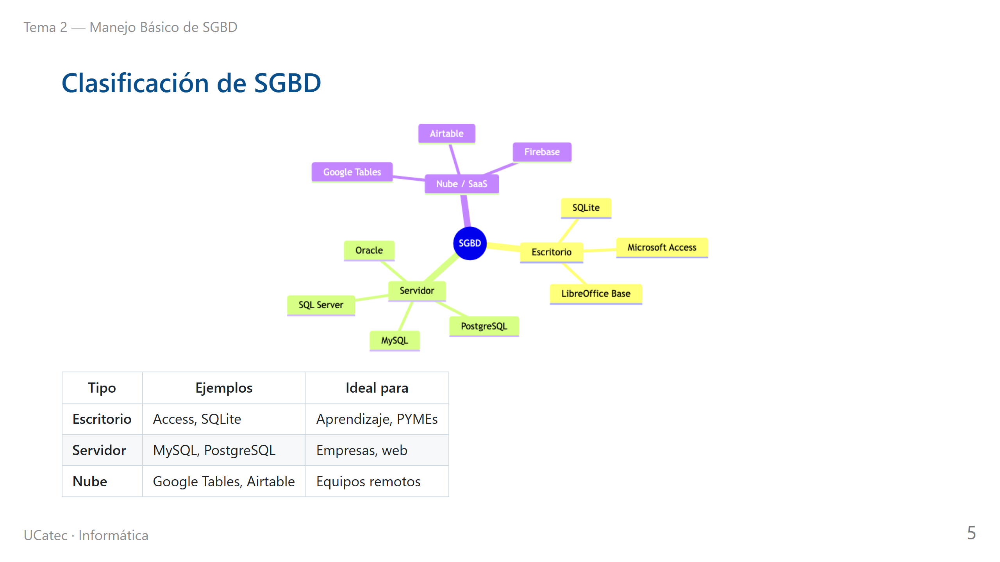 Tema 2 — Manejo Básico de SGBD
Clasificación de SGBD
Airtable
Firebase
Google Tables
Nube / SaaS
SQLite
SGBD
Oracle
Escritorio
Microsoft Access
Servidor
LibreOffice Base
SQL Server
PostgreSQL
MySQL
Tipo Ejemplos Ideal para
Escritorio Access, SQLite Aprendizaje, PYMEs
Servidor MySQL, PostgreSQL Empresas, web
Nube Google Tables, Airtable Equipos remotos
UCatec · Informática
5